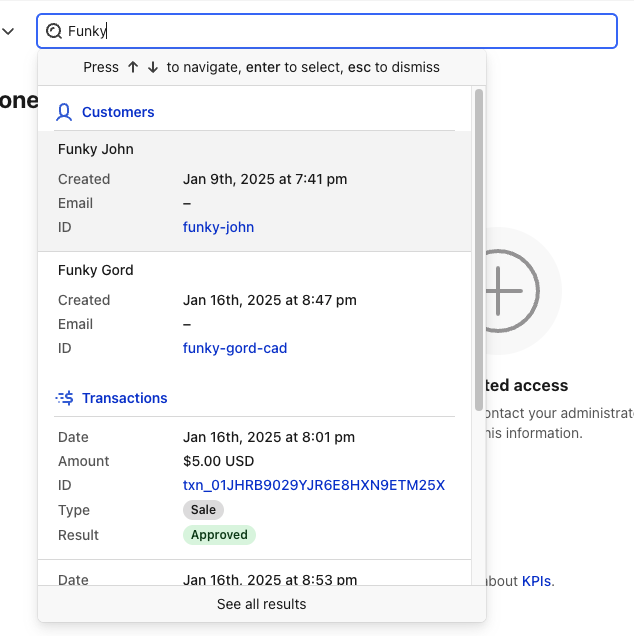 Funky
Press ↑ ↓ to navigate, enter to select, esc to dismiss
one
Customers
Funky John
Created Jan 9th, 2025 at 7:41 pm
Email –
ID funky-john
Funky Gord
Created Jan 16th, 2025 at 8:47 pm
Email –
ID funky-gord-cad
Transactions
Date Jan 16th, 2025 at 8:01 pm
Amount $5.00 USD
ID txn_01JHRB9029YJR6E8HXN9ETM25X
Type Sale
Result Approved
Date Jan 16th, 2025 at 8:53 pm
See all results
ted access
ontact your administrat
his information.
about KPIs.